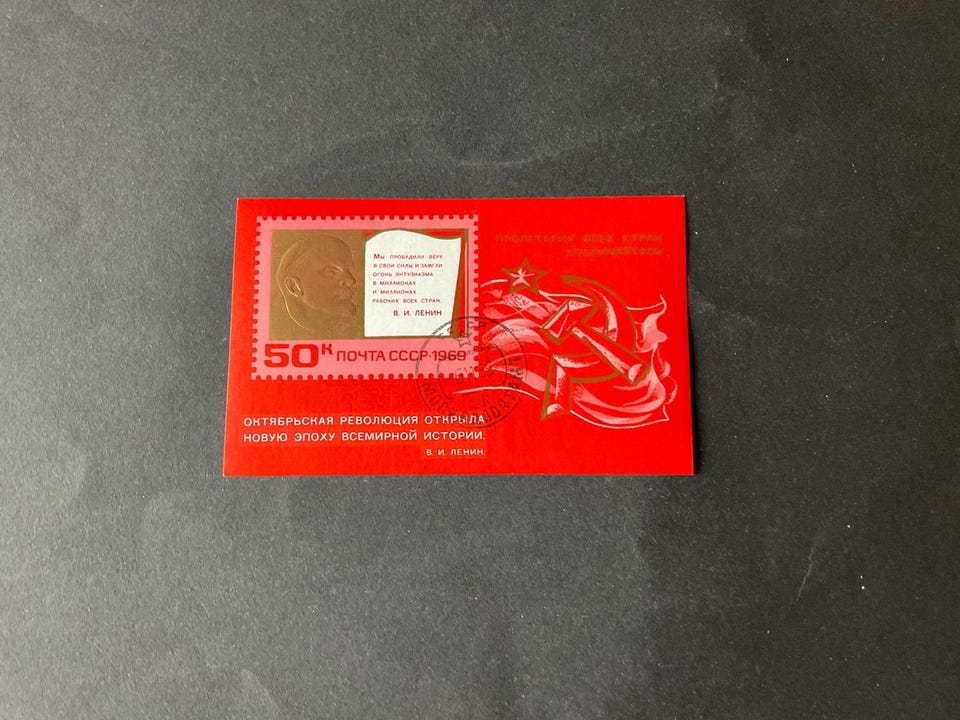 Мы пробудили веру
в свои силы и зажгли
огонь энтузиазма
в миллионах
и миллионах
рабочих всех стран.
В. И. ЛЕНИН
50К ПОЧТА СССР·1969
ПРОЛЕТАРИИ ВСЕХ СТРАН
СОЕДИНЯЙТЕСЬ!
ОКТЯБРЬСКАЯ РЕВОЛЮЦИЯ ОТКРЫЛА
НОВУЮ ЭПОХУ ВСЕМИРНОЙ ИСТОРИИ.
В. И. ЛЕНИН.